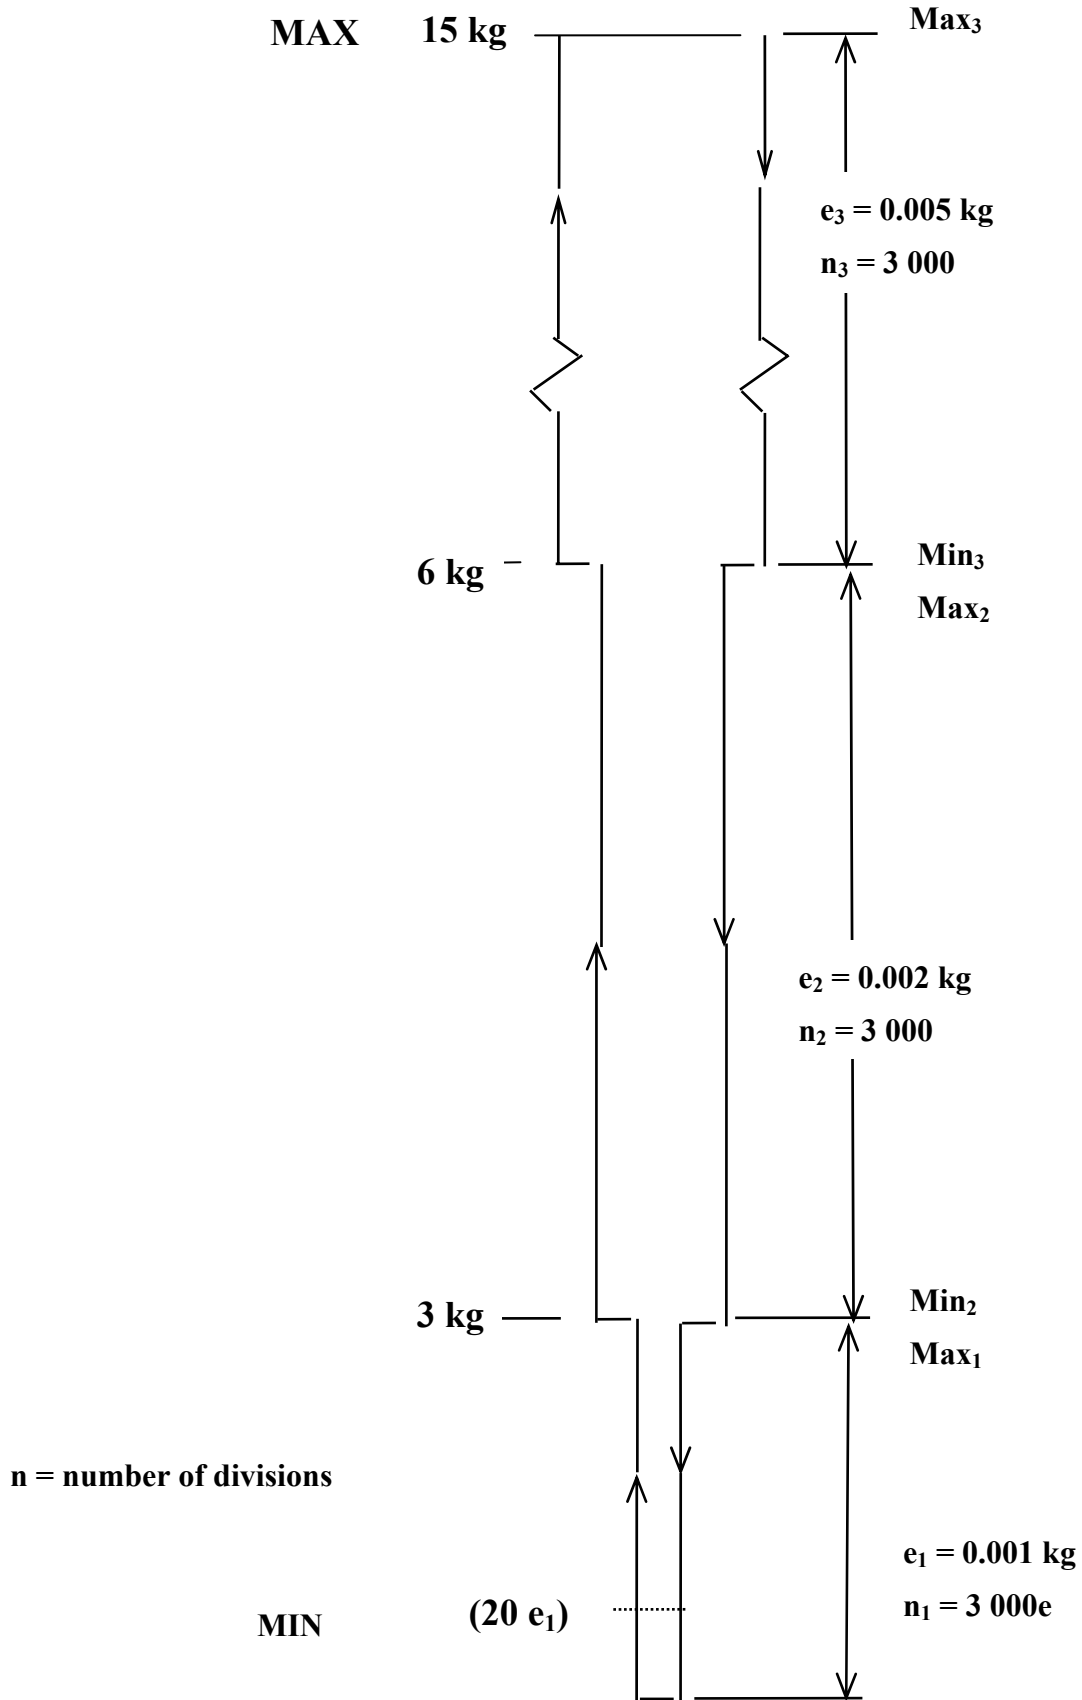 MAX 15 kg Max₃
e₃ = 0.005 kg
n₃ = 3 000
6 kg Min₃
Max₂
e₂ = 0.002 kg
n₂ = 3 000
3 kg Min₂
Max₁
n = number of divisions
e₁ = 0.001 kg
n₁ = 3 000e
MIN (20 e₁)